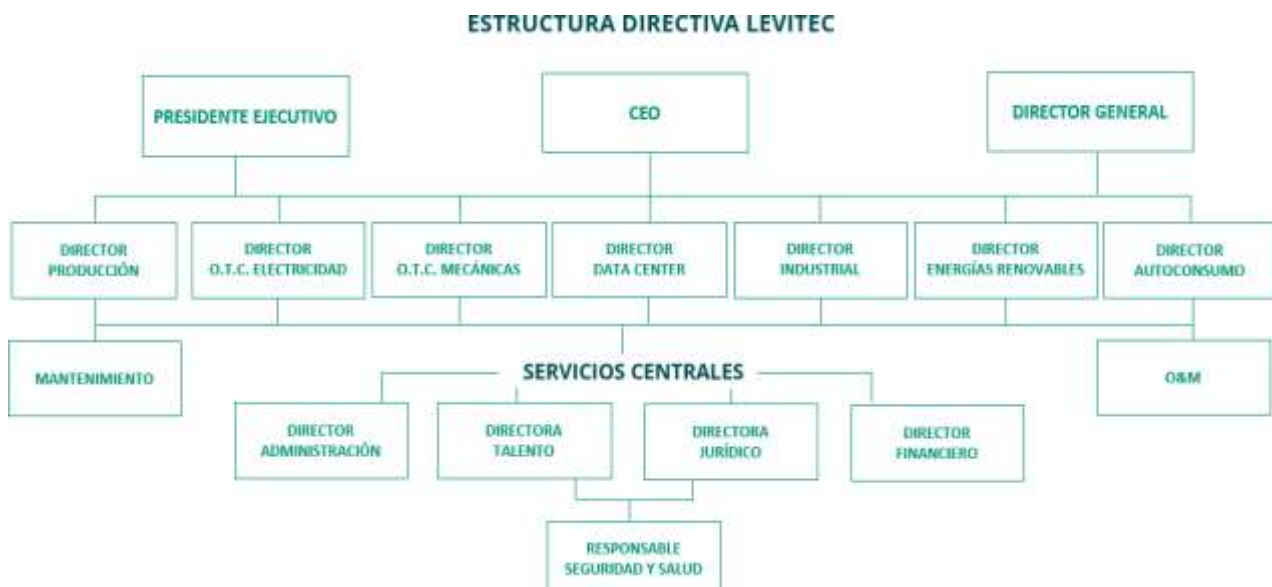 ESTRUCTURA DIRECTIVA LEVITEC
PRESIDENTE EJECUTIVO
CEO
DIRECTOR GENERAL
DIRECTOR
PRODUCCIÓN
DIRECTOR
O.T.C. ELECTRICIDAD
DIRECTOR
O.T.C. MECÁNICAS
DIRECTOR
DATA CENTER
DIRECTOR
INDUSTRIAL
DIRECTOR
ENERGÍAS RENOVABLES
DIRECTOR
AUTOCONSUMO
MANTENIMIENTO
SERVICIOS CENTRALES
O&M
DIRECTOR
ADMINISTRACIÓN
DIRECTORA
TALENTO
DIRECTORA
JURÍDICO
DIRECTOR
FINANCIERO
RESPONSABLE
SEGURIDAD Y SALUD